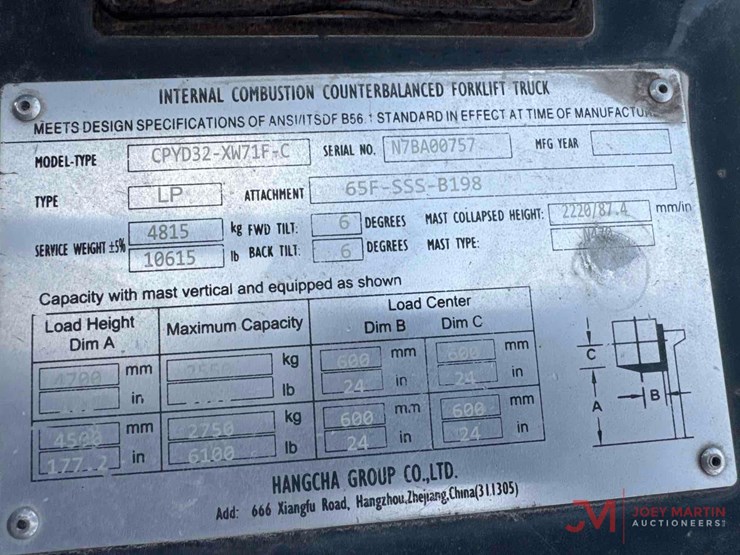 INTERNAL COMBUSTION COUNTERBALANCED FORKLIFT TRUCK
MEETS DESIGN SPECIFICATIONS OF ANSI/ITSDF B56.1 STANDARD IN EFFECT AT TIME OF MANUFACTURE
MODEL-TYPE CPYD32-XW71F-C SERIAL NO. N7BA00757 MFG YEAR
TYPE LP ATTACHMENT 65F-SSS-B198
SERVICE WEIGHT ±5% 4815 kg FWD TILT: 6 DEGREES MAST COLLAPSED HEIGHT: 2220/87.4 mm/in
10615 lb BACK TILT: 6 DEGREES MAST TYPE:
Capacity with mast vertical and equipped as shown
Load Height Maximum Capacity Load Center
Dim A Dim B Dim C
4700 mm kg 600 mm 600 mm
in lb 24 in 24 in
4500 mm 2750 kg 600 mm 600 mm
177.2 in 6100 lb 24 in 24 in
C
B
A
HANGCHA GROUP CO.,LTD.
Add: 666 Xiangfu Road, Hangzhou,Zhejiang,China(311305)
JM JOEY MARTIN
AUCTIONEERS